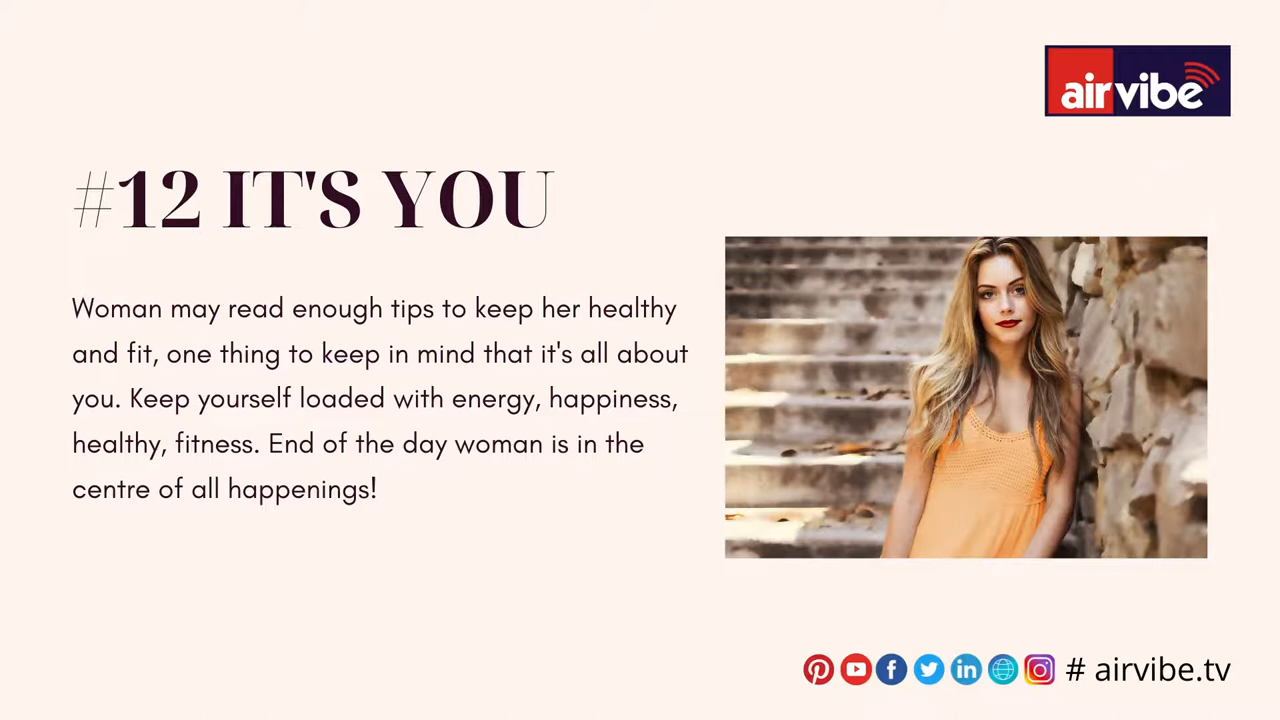 airvibe
#12 IT'S YOU
Woman may read enough tips to keep her healthy
and fit, one thing to keep in mind that it's all about
you. Keep yourself loaded with energy, happiness,
healthy, fitness. End of the day woman is in the
centre of all happenings!
# airvibe.tv